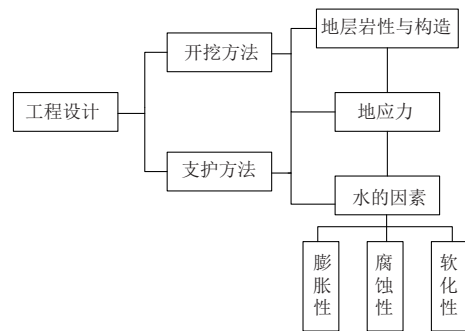 地层岩性与构造
开挖方法
工程设计
地应力
支护方法
水的因素
膨胀性
腐蚀性
软化性